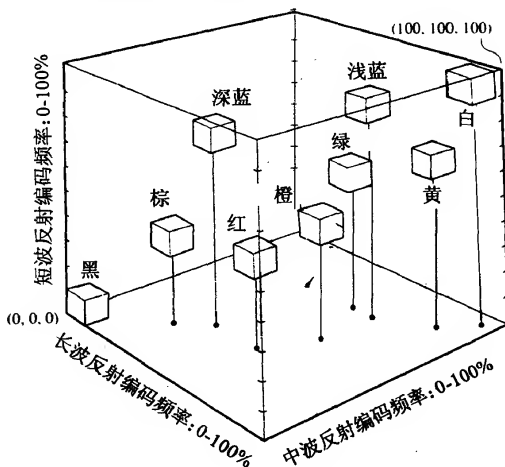 (100, 100, 100)
浅蓝
深蓝
白
绿
棕
橙
黄
红
黑
(0, 0, 0)
短波反射编码频率:0-100%
长波反射编码频率:0-100%
中波反射编码频率:0-100%